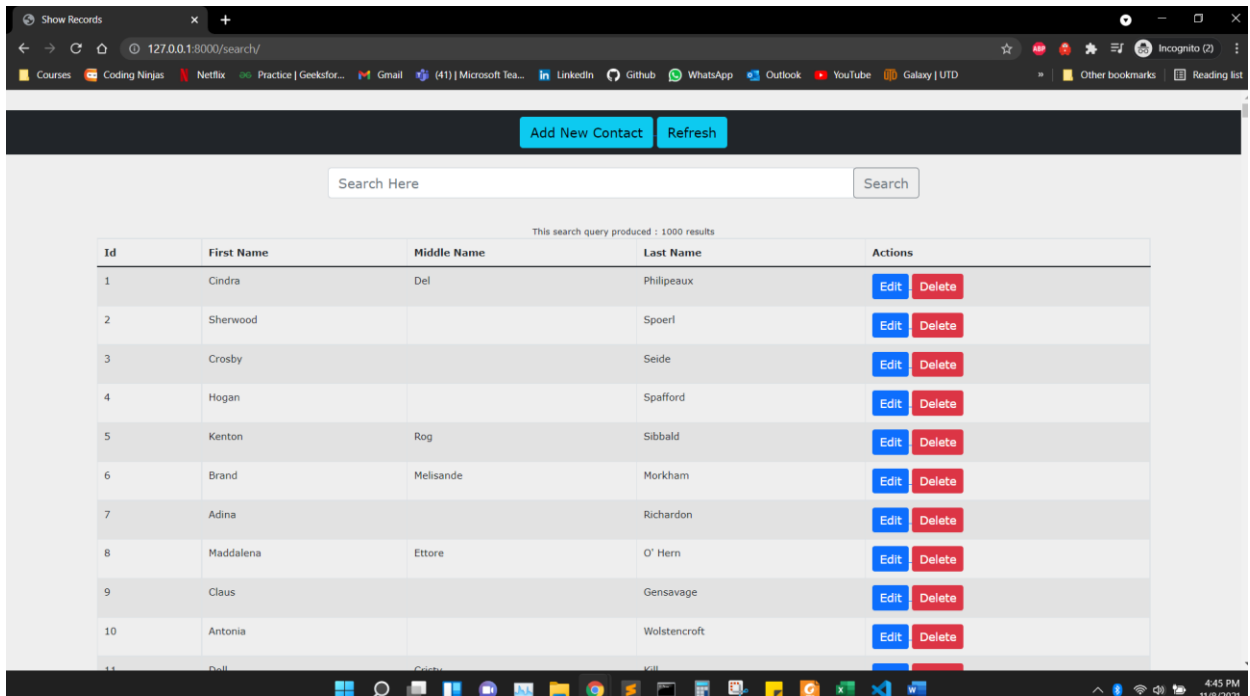 Show Records
127.0.0.1:8000/search/
ABP
Incognito (2)
Courses Coding Ninjas Netflix Practice | Geeksfor... Gmail (41) | Microsoft Tea... LinkedIn Github WhatsApp Outlook YouTube Galaxy | UTD » Other bookmarks Reading list
Add New Contact Refresh
Search Here Search
This search query produced : 1000 results
Id First Name Middle Name Last Name Actions
1 Cindra Del Philipeaux Edit Delete
2 Sherwood Spoerl Edit Delete
3 Crosby Seide Edit Delete
4 Hogan Spafford Edit Delete
5 Kenton Rog Sibbald Edit Delete
6 Brand Melisande Morkham Edit Delete
7 Adina Richardon Edit Delete
8 Maddalena Ettore O' Hern Edit Delete
9 Claus Gensavage Edit Delete
10 Antonia Wolstencroft Edit Delete
4:45 PM